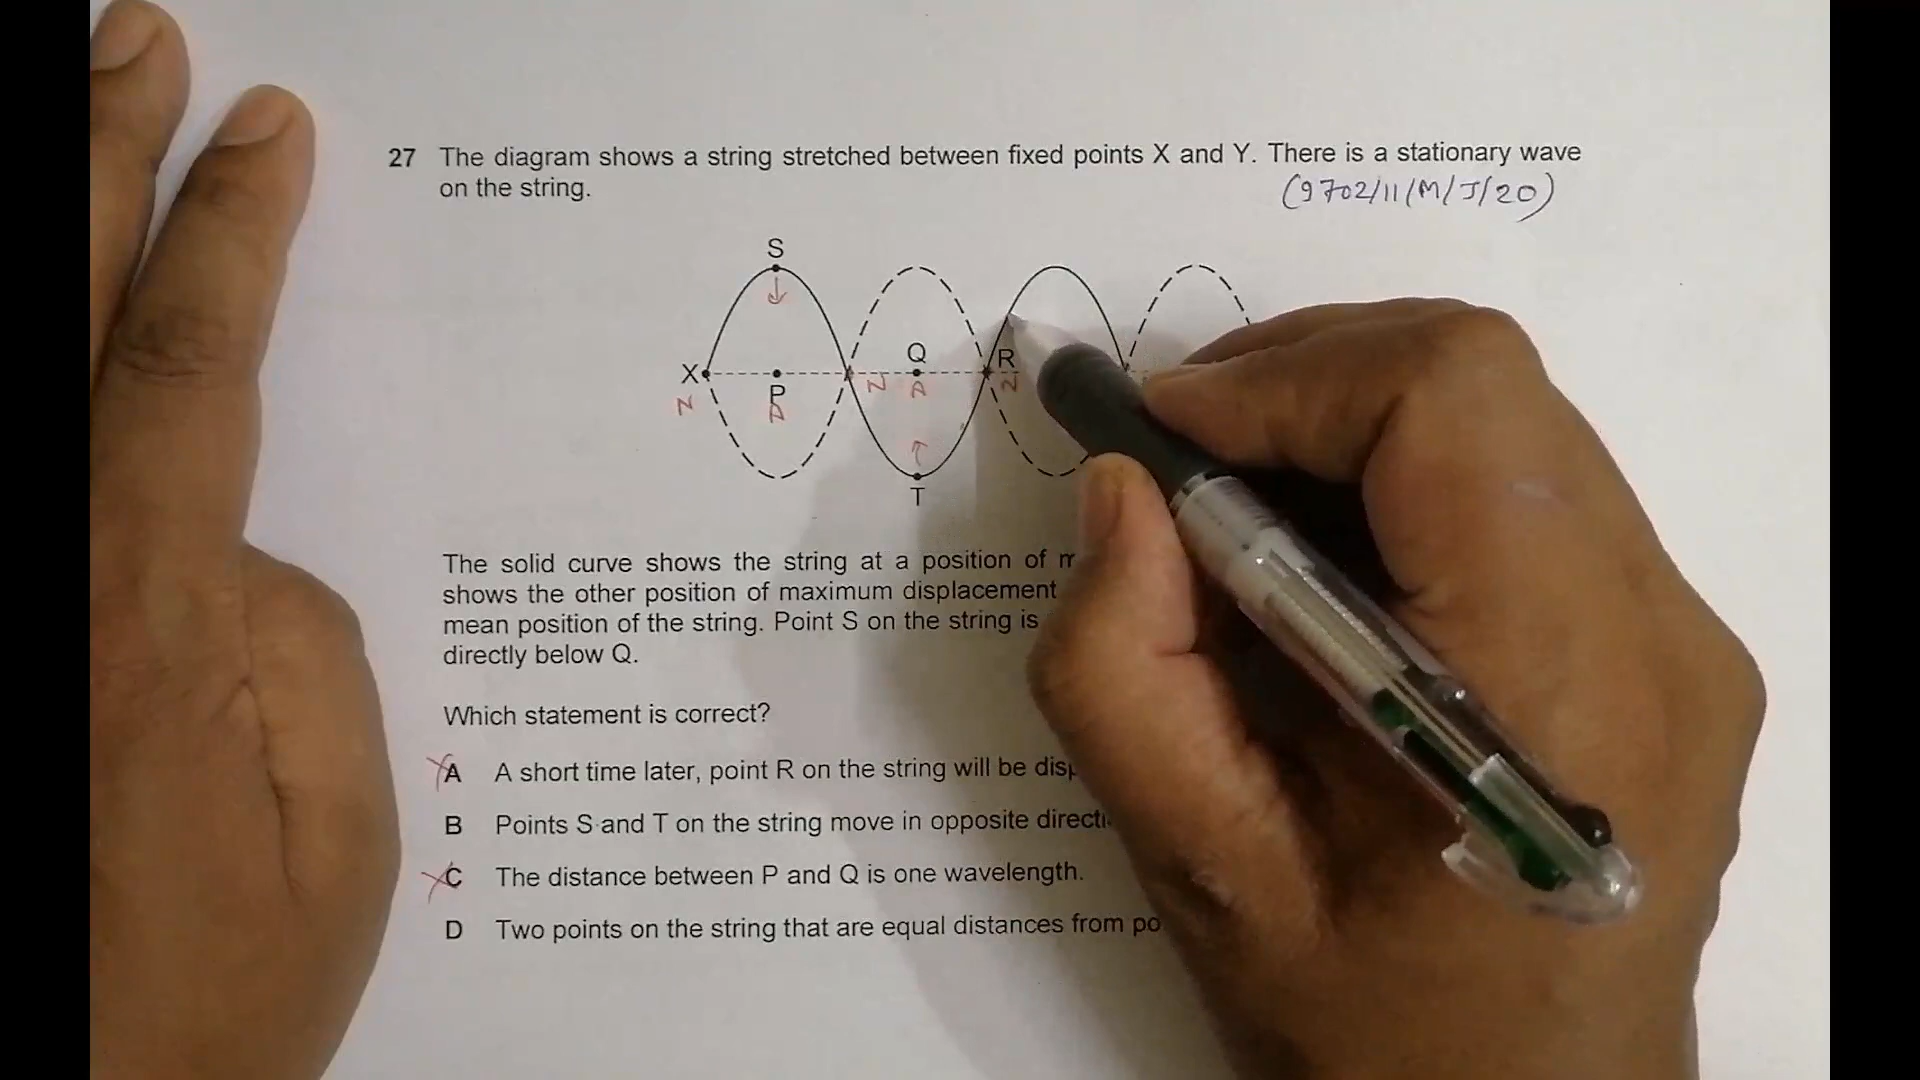 27 The diagram shows a string stretched between fixed points X and Y. There is a stationary wave
on the string.
(9702/11/M/J/20)
S
Q
X R
P
N A N A N
T
The solid curve shows the string at a position of
shows the other position of maximum displacement
mean position of the string. Point S on the string is
directly below Q.
Which statement is correct?
A A short time later, point R on the string will be
B Points S and T on the string move in opposite
C The distance between P and Q is one wavelength.
D Two points on the string that are equal distances from